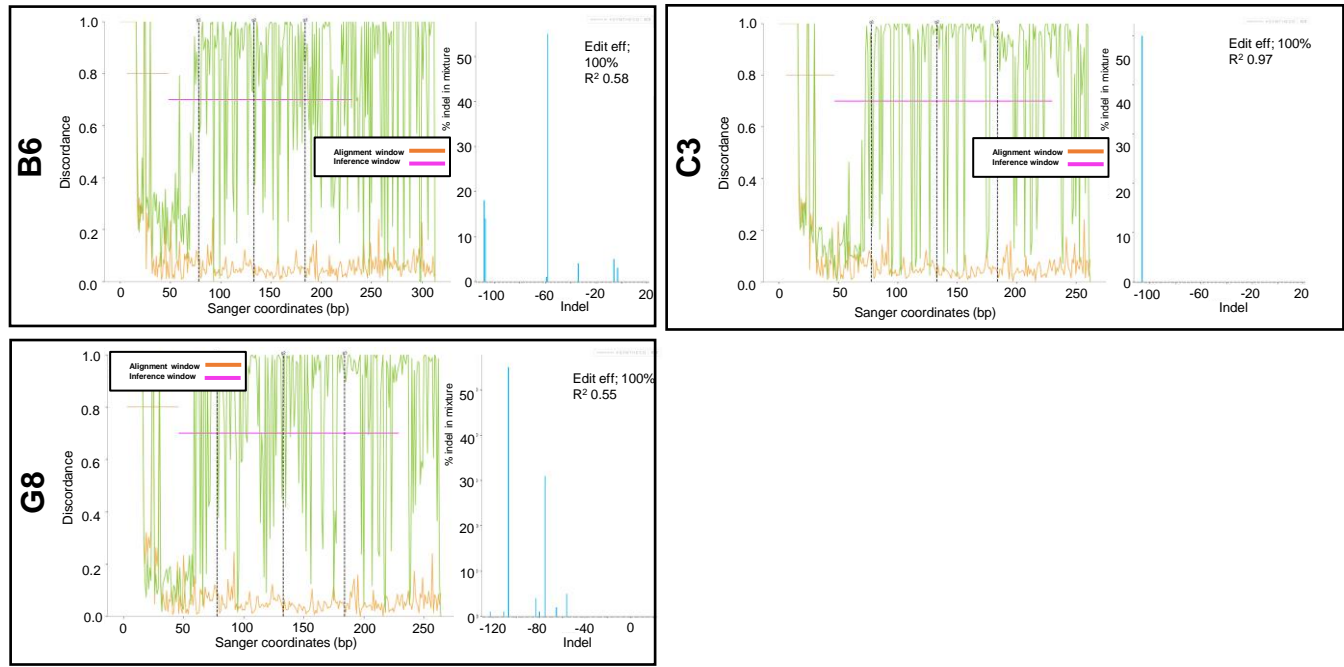 B6
1.0
0.8
0.6
0.4
0.2
0.0
Discordance
0 50 100 150 200 250 300
Sanger coordinates (bp)
Alignment window
Inference window
50
40
30
20
10
0
% indel in mixture
Edit eff;
100%
R² 0.58
-100 -60 -20 20
Indel
C3
1.0
0.8
0.6
0.4
0.2
0.0
Discordance
0 50 100 150 200 250
Sanger coordinates (bp)
Alignment window
Inference window
50
40
30
20
10
0
% indel in mixture
Edit eff; 100%
R² 0.97
-100 -60 -20 20
Indel
G8
1.0
0.8
0.6
0.4
0.2
0.0
Discordance
Alignment window
Inference window
0 50 100 150 200 250
Sanger coordinates (bp)
50
40
30
20
10
0
% indel in mixture
Edit eff; 100%
R² 0.55
-120 -80 -40 0
Indel